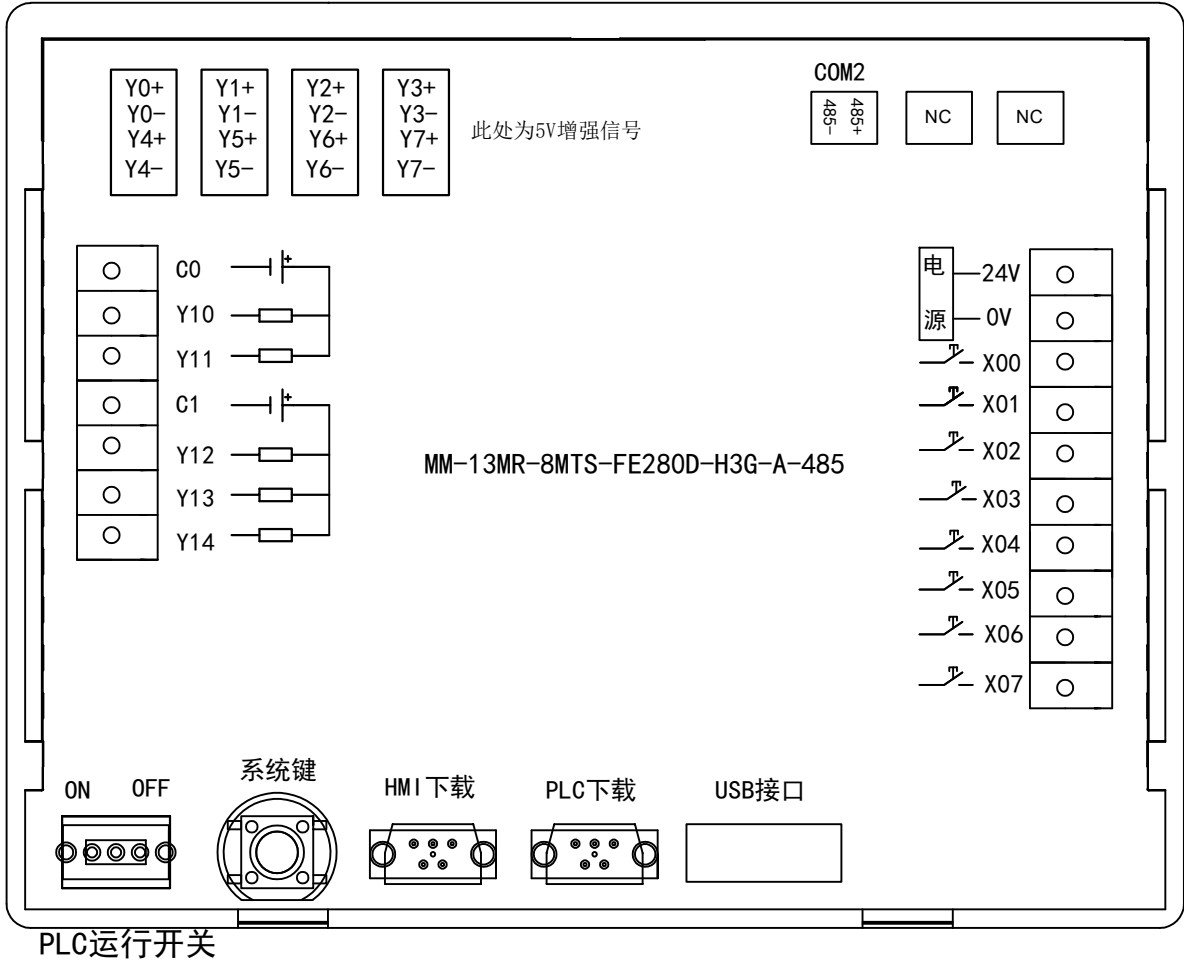 Y0+
Y0-
Y4+
Y4-
Y1+
Y1-
Y5+
Y5-
Y2+
Y2-
Y6+
Y6-
Y3+
Y3-
Y7+
Y7-
此处为5V增强信号
COM2
485-
485+
NC
NC
C0
Y10
Y11
C1
Y12
Y13
Y14
电源
24V
0V
X00
X01
X02
X03
X04
X05
X06
X07
MM-13MR-8MTS-FE280D-H3G-A-485
ON
OFF
系统键
HMI下载
PLC下载
USB接口
PLC运行开关